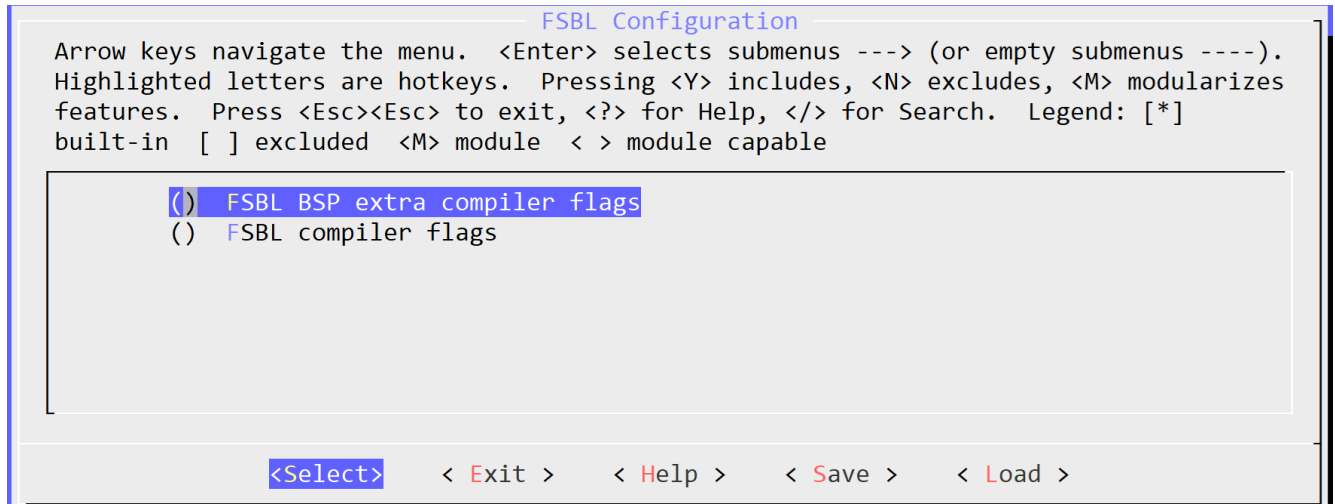 FSBL Configuration
Arrow keys navigate the menu.  <Enter> selects submenus ---> (or empty submenus ----).
Highlighted letters are hotkeys.  Pressing <Y> includes, <N> excludes, <M> modularizes
features.  Press <Esc><Esc> to exit, <?> for Help, </> for Search.  Legend: [*]
built-in  [ ] excluded  <M> module  < > module capable
()  FSBL BSP extra compiler flags
()  FSBL compiler flags
<Select>    < Exit >    < Help >    < Save >    < Load >